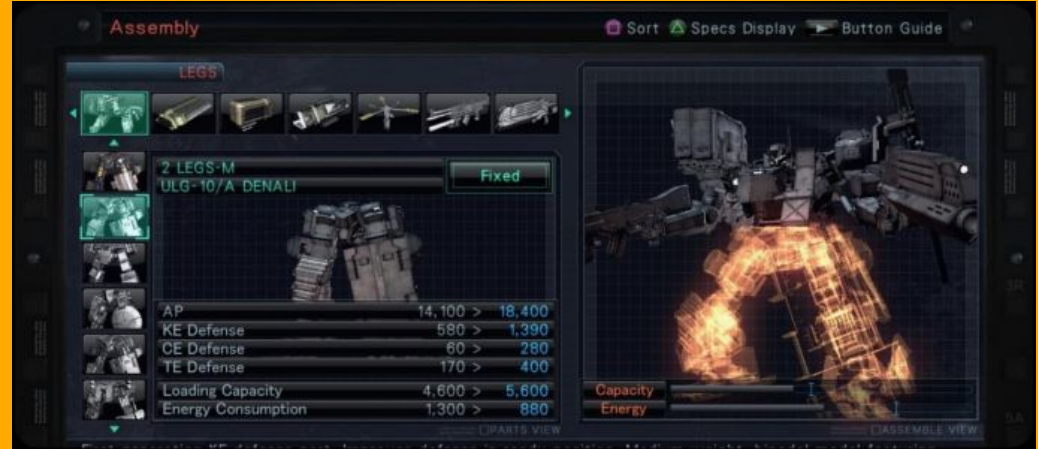 Assembly
Sort Specs Display Button Guide
LEGS
2 LEGS-M
ULG-10/A DENALI
Fixed
AP 14,100 > 18,400
KE Defense 580 > 1,390
CE Defense 60 > 280
TE Defense 170 > 400
Loading Capacity 4,600 > 5,600
Energy Consumption 1,300 > 880
PARTS VIEW
Capacity
Energy
ASSEMBLE VIEW
3R
5A